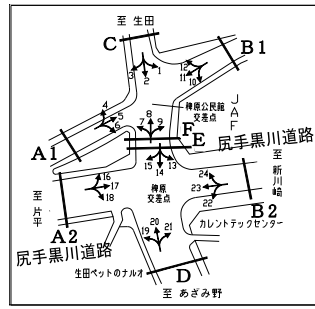 至 生田
C
B1
3
2
1
12
11
10
4
5
6
稗原公民館
交差点
JAF
7
8
9
F
E
尻手黒川道路
A1
15
14
13
至 新川崎
至 片平
16
17
18
稗原
交差点
24
23
22
B2
カレントテックセンター
A2
尻手黒川道路
19
20
21
生田ペットのナルオ
D
至 あざみ野